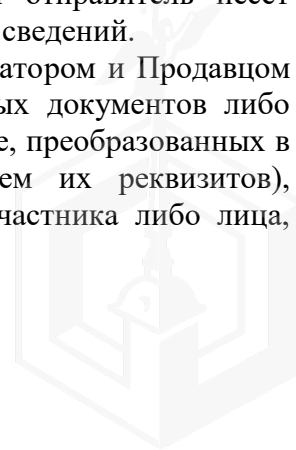 отправитель несет
сведений.
атором и Продавцом
ых документов либо
е, преобразованных в
ем их реквизитов),
частника либо лица,